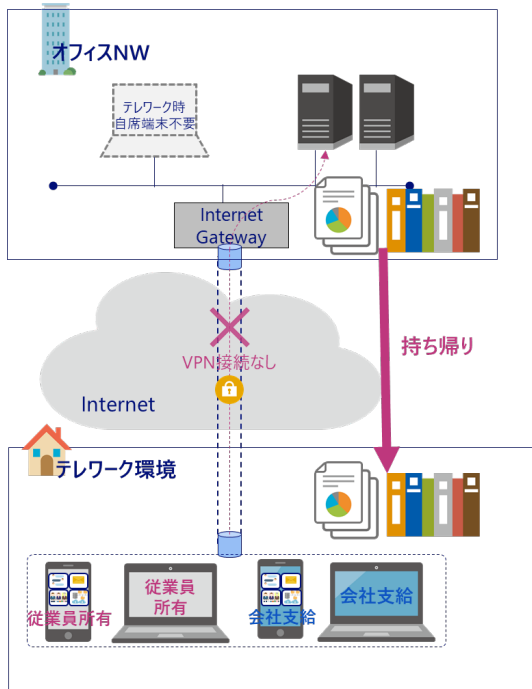 オフィスNW
テレワーク時
自席端末不要
Internet
Gateway
VPN接続なし
持ち帰り
Internet
テレワーク環境
従業員所有
従業員
所有
会社支給
会社支給